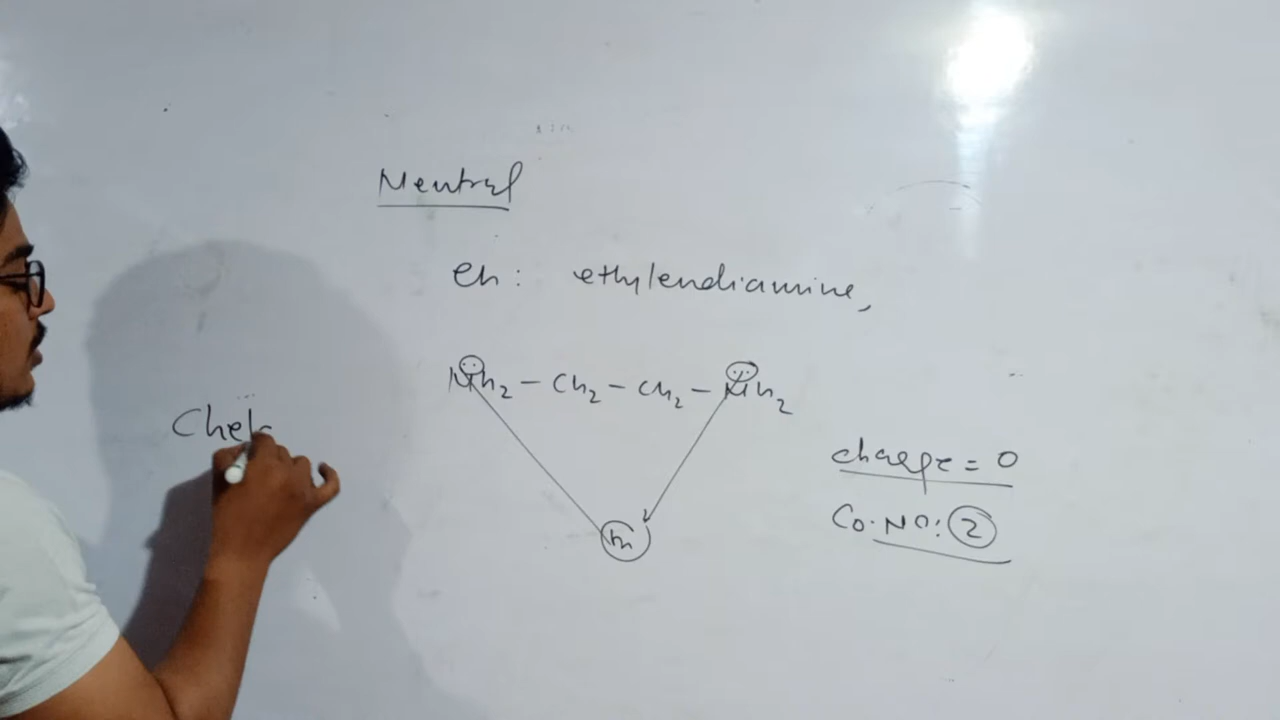 Neutral
en: ethylendiamine,
NH2 - CH2 - CH2 - NH2
Chel
charge = 0
Co. NO: 2
m